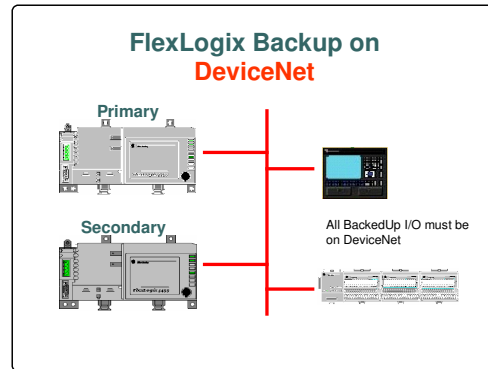 FlexLogix Backup on
DeviceNet
Primary
Secondary
All BackedUp I/O must be
on DeviceNet